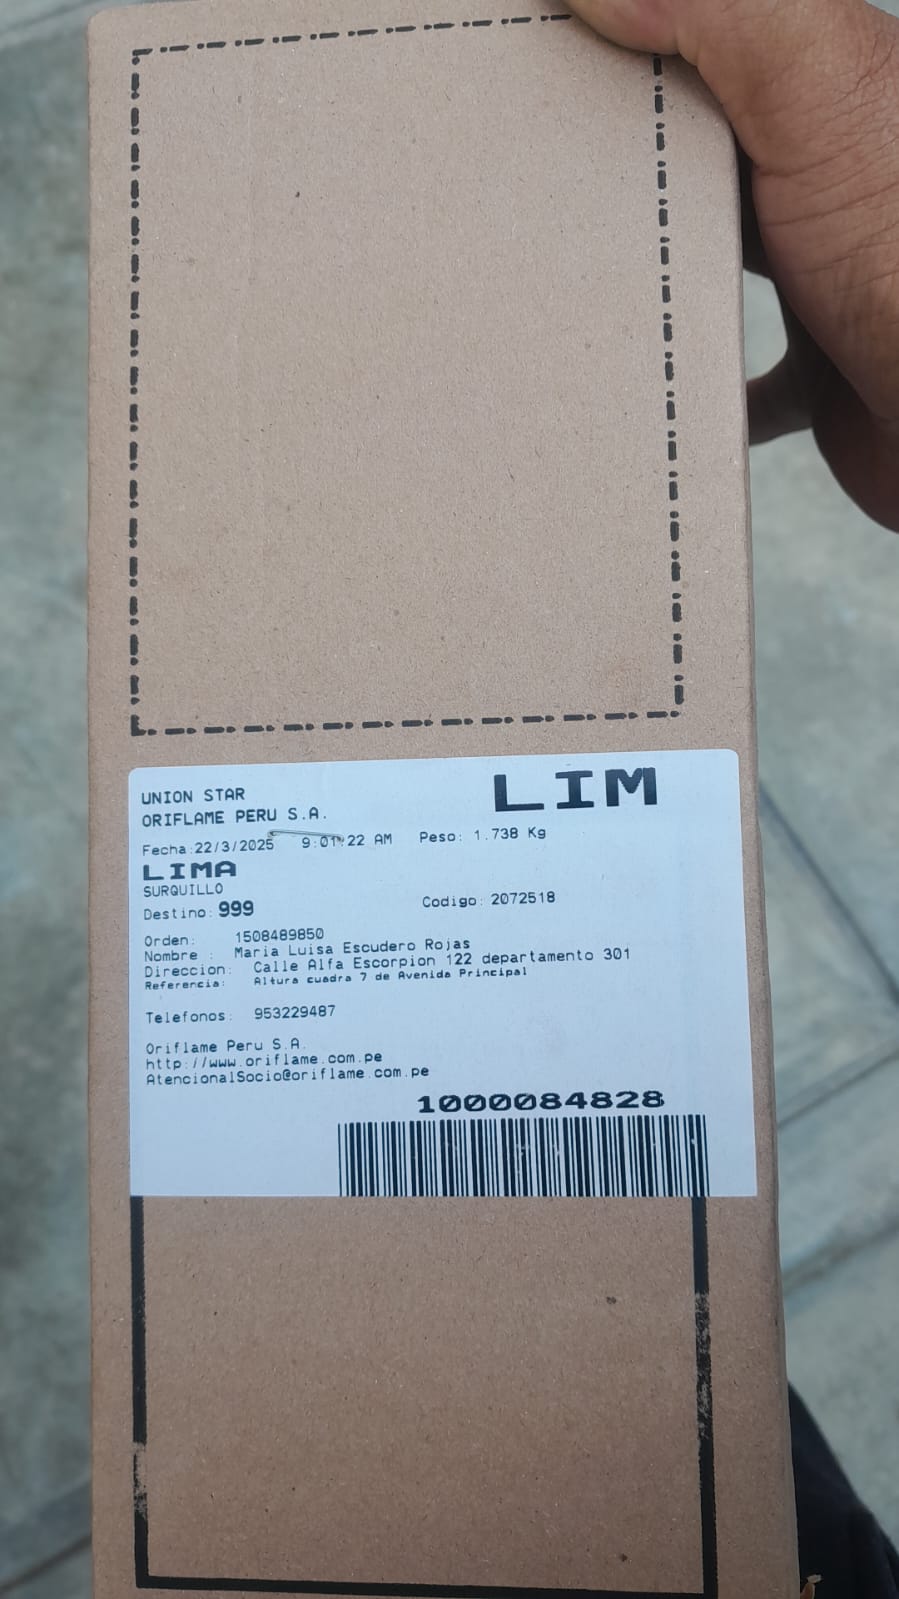 UNION STAR
LIM
ORIFLAME PERU S.A.
Fecha:22/3/2025 9:01:22 AM Peso: 1.738 Kg
LIMA
SURQUILLO
Destino: 999 Codigo: 2072518
Orden: 1508489850
Nombre : Maria Luisa Escudero Rojas
Direccion: Calle Alfa Escorpion 122 departamento 301
Referencia: Altura cuadra 7 de Avenida Principal
Telefonos: 953229487
Oriflame Peru S.A.
http://www.oriflame.com.pe
AtencionalSocio@oriflame.com.pe
1000084828